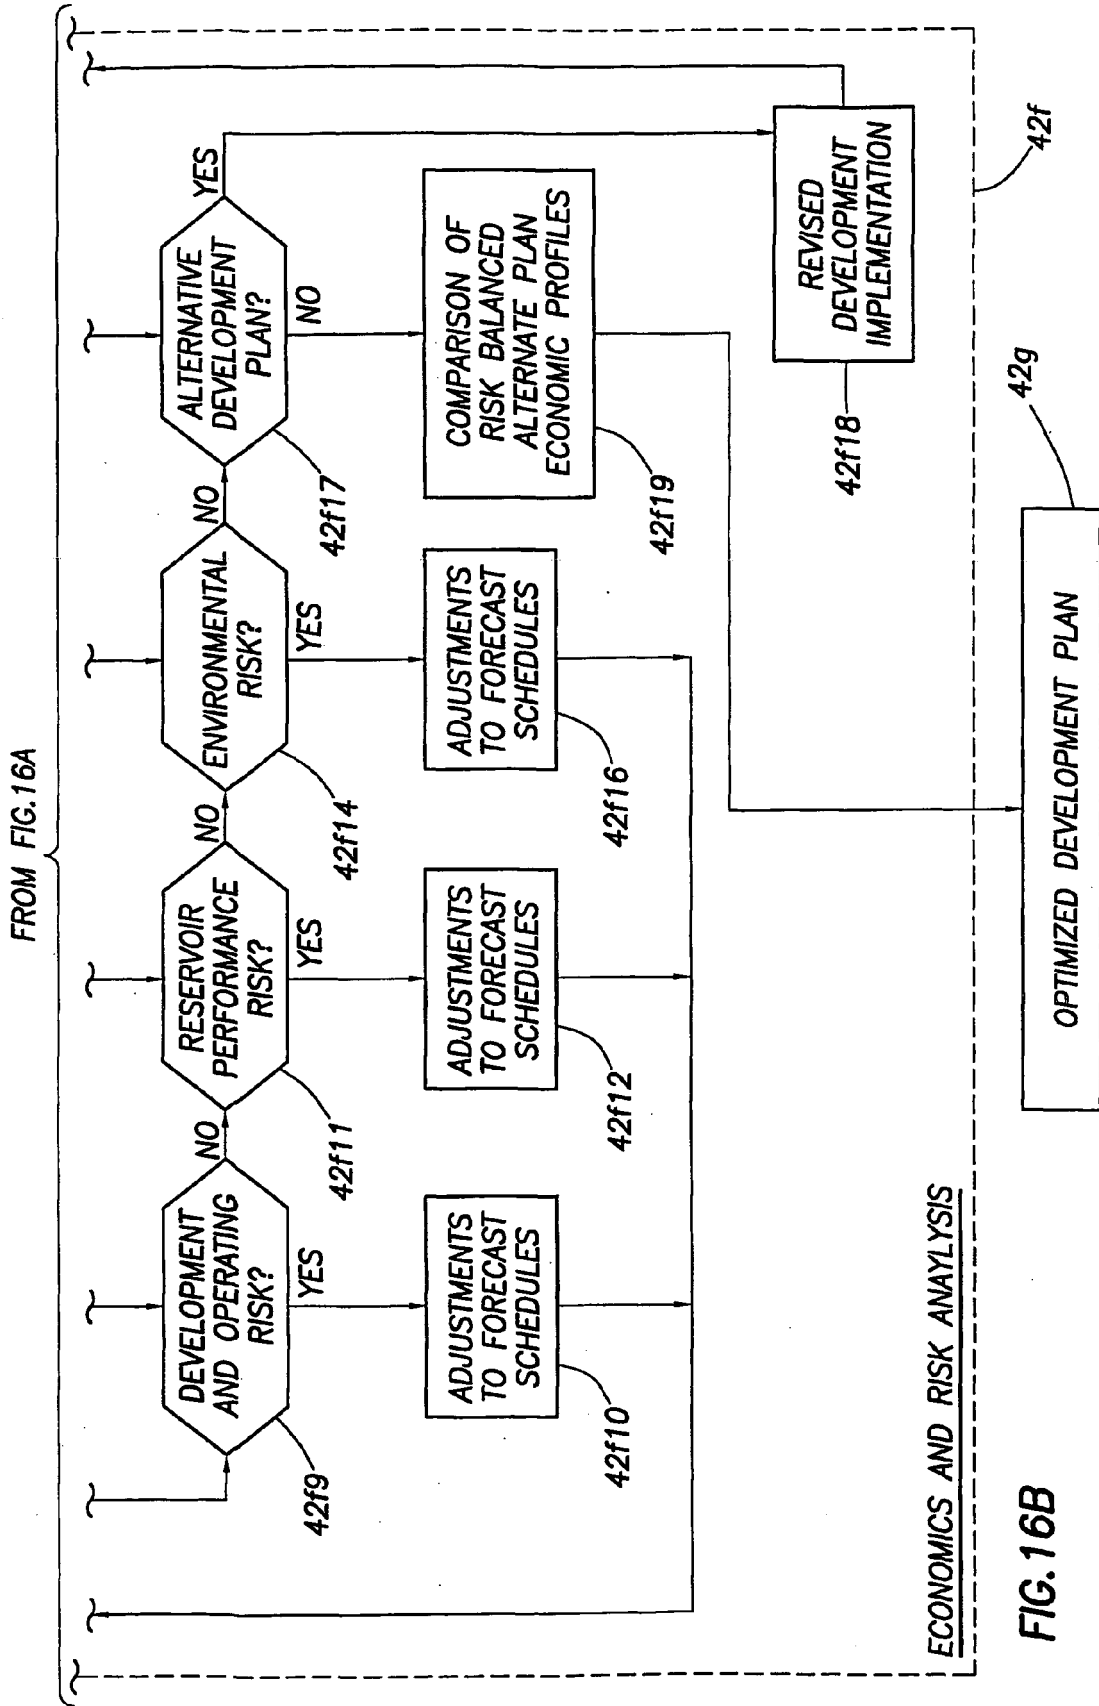 FROM FIG.16A
DEVELOPMENT
AND OPERATING
RISK?
NO
YES
42f9
RESERVOIR
PERFORMANCE
RISK?
NO
YES
42f11
ENVIRONMENTAL
RISK?
NO
YES
42f14
ALTERNATIVE
DEVELOPMENT
PLAN?
YES
NO
42f17
ADJUSTMENTS
TO FORECAST
SCHEDULES
42f10
ADJUSTMENTS
TO FORECAST
SCHEDULES
42f12
ADJUSTMENTS
TO FORECAST
SCHEDULES
42f16
COMPARISON OF
RISK BALANCED
ALTERNATE PLAN
ECONOMIC PROFILES
42f19
REVISED
DEVELOPMENT
IMPLEMENTATION
42f18
ECONOMICS AND RISK ANAYLYSIS
42f
OPTIMIZED DEVELOPMENT PLAN
42g
FIG.16B